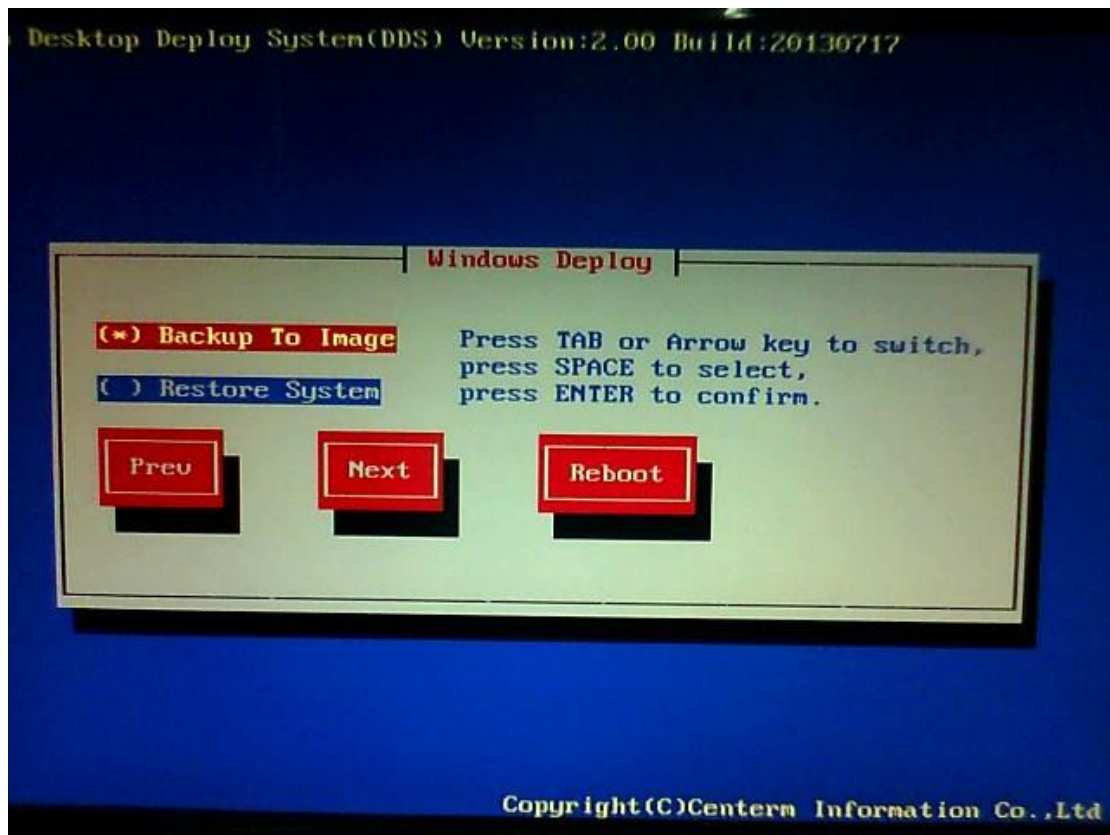 Desktop Deploy System(DDS) Version:2.00 Build:20130717
Windows Deploy
(*) Backup To Image
( ) Restore System
Press TAB or Arrow key to switch,
press SPACE to select,
press ENTER to confirm.
Prev
Next
Reboot
Copyright(C)Centerm Information Co.,Ltd